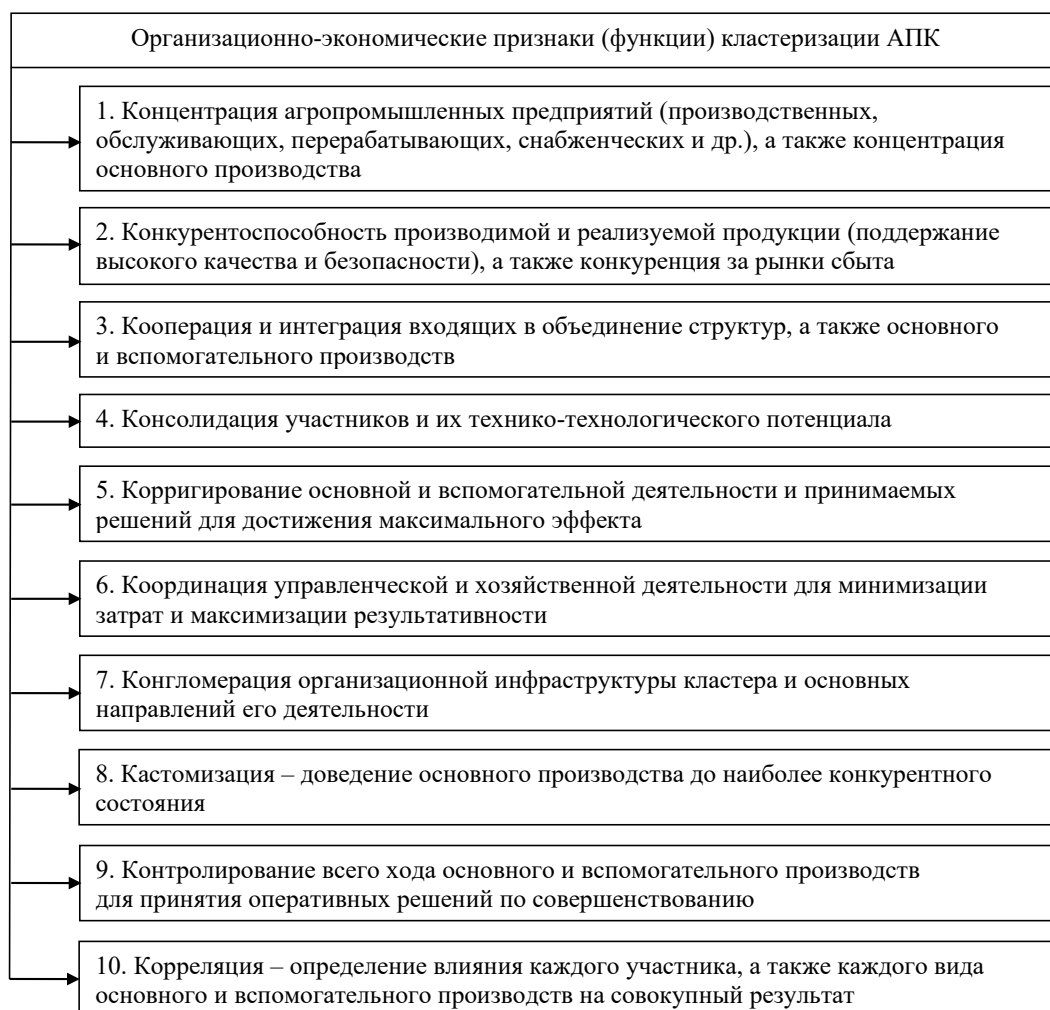 Организационно-экономические признаки (функции) кластеризации АПК
1. Концентрация агропромышленных предприятий (производственных,
обслуживающих, перерабатывающих, снабженческих и др.), а также концентрация
основного производства
2. Конкурентоспособность производимой и реализуемой продукции (поддержание
высокого качества и безопасности), а также конкуренция за рынки сбыта
3. Кооперация и интеграция входящих в объединение структур, а также основного
и вспомогательного производств
4. Консолидация участников и их технико-технологического потенциала
5. Корригирование основной и вспомогательной деятельности и принимаемых
решений для достижения максимального эффекта
6. Координация управленческой и хозяйственной деятельности для минимизации
затрат и максимизации результативности
7. Конгломерация организационной инфраструктуры кластера и основных
направлений его деятельности
8. Кастомизация – доведение основного производства до наиболее конкурентного
состояния
9. Контролирование всего хода основного и вспомогательного производств
для принятия оперативных решений по совершенствованию
10. Корреляция – определение влияния каждого участника, а также каждого вида
основного и вспомогательного производств на совокупный результат